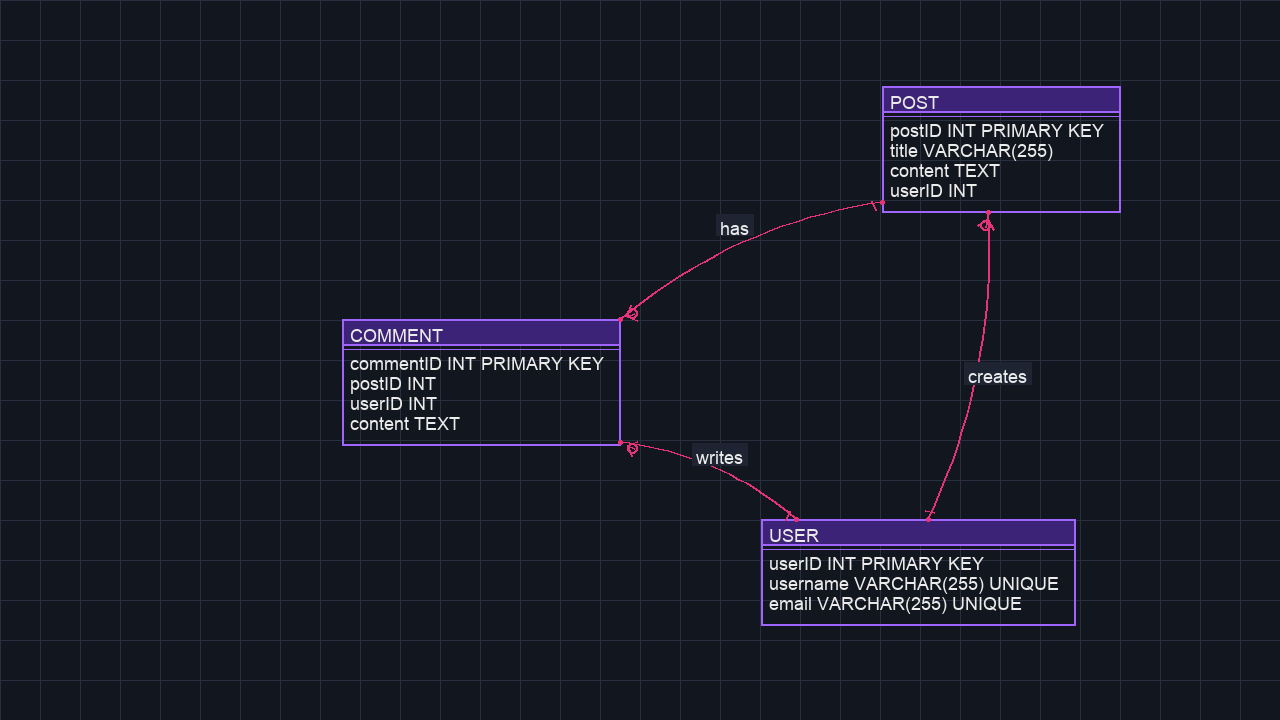 POST
postID INT PRIMARY KEY
title VARCHAR(255)
content TEXT
userID INT
has
COMMENT
commentID INT PRIMARY KEY
postID INT
userID INT
content TEXT
creates
writes
USER
userID INT PRIMARY KEY
username VARCHAR(255) UNIQUE
email VARCHAR(255) UNIQUE